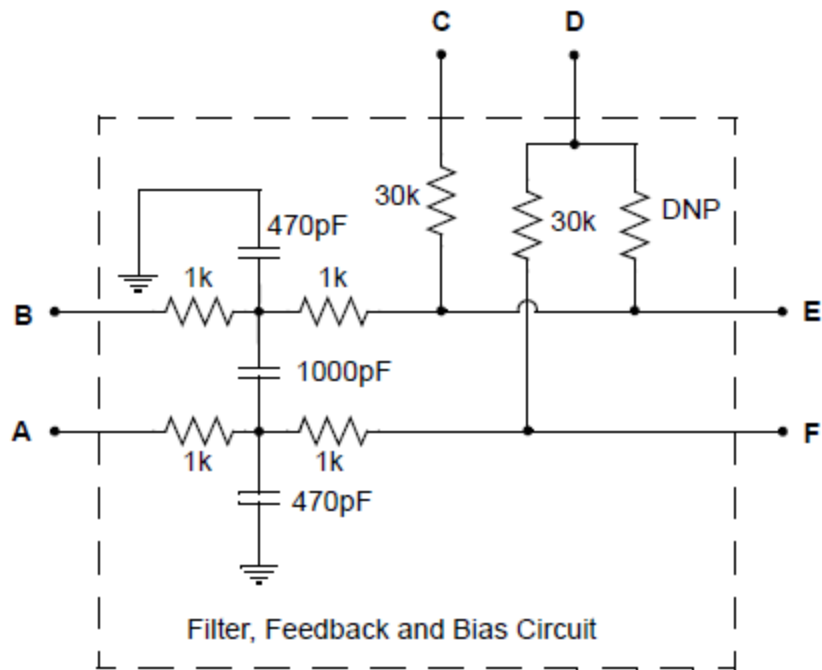 C D
30k 30k DNP
470pF
1k 1k
B E
1000pF
A F
1k 1k
470pF
Filter, Feedback and Bias Circuit